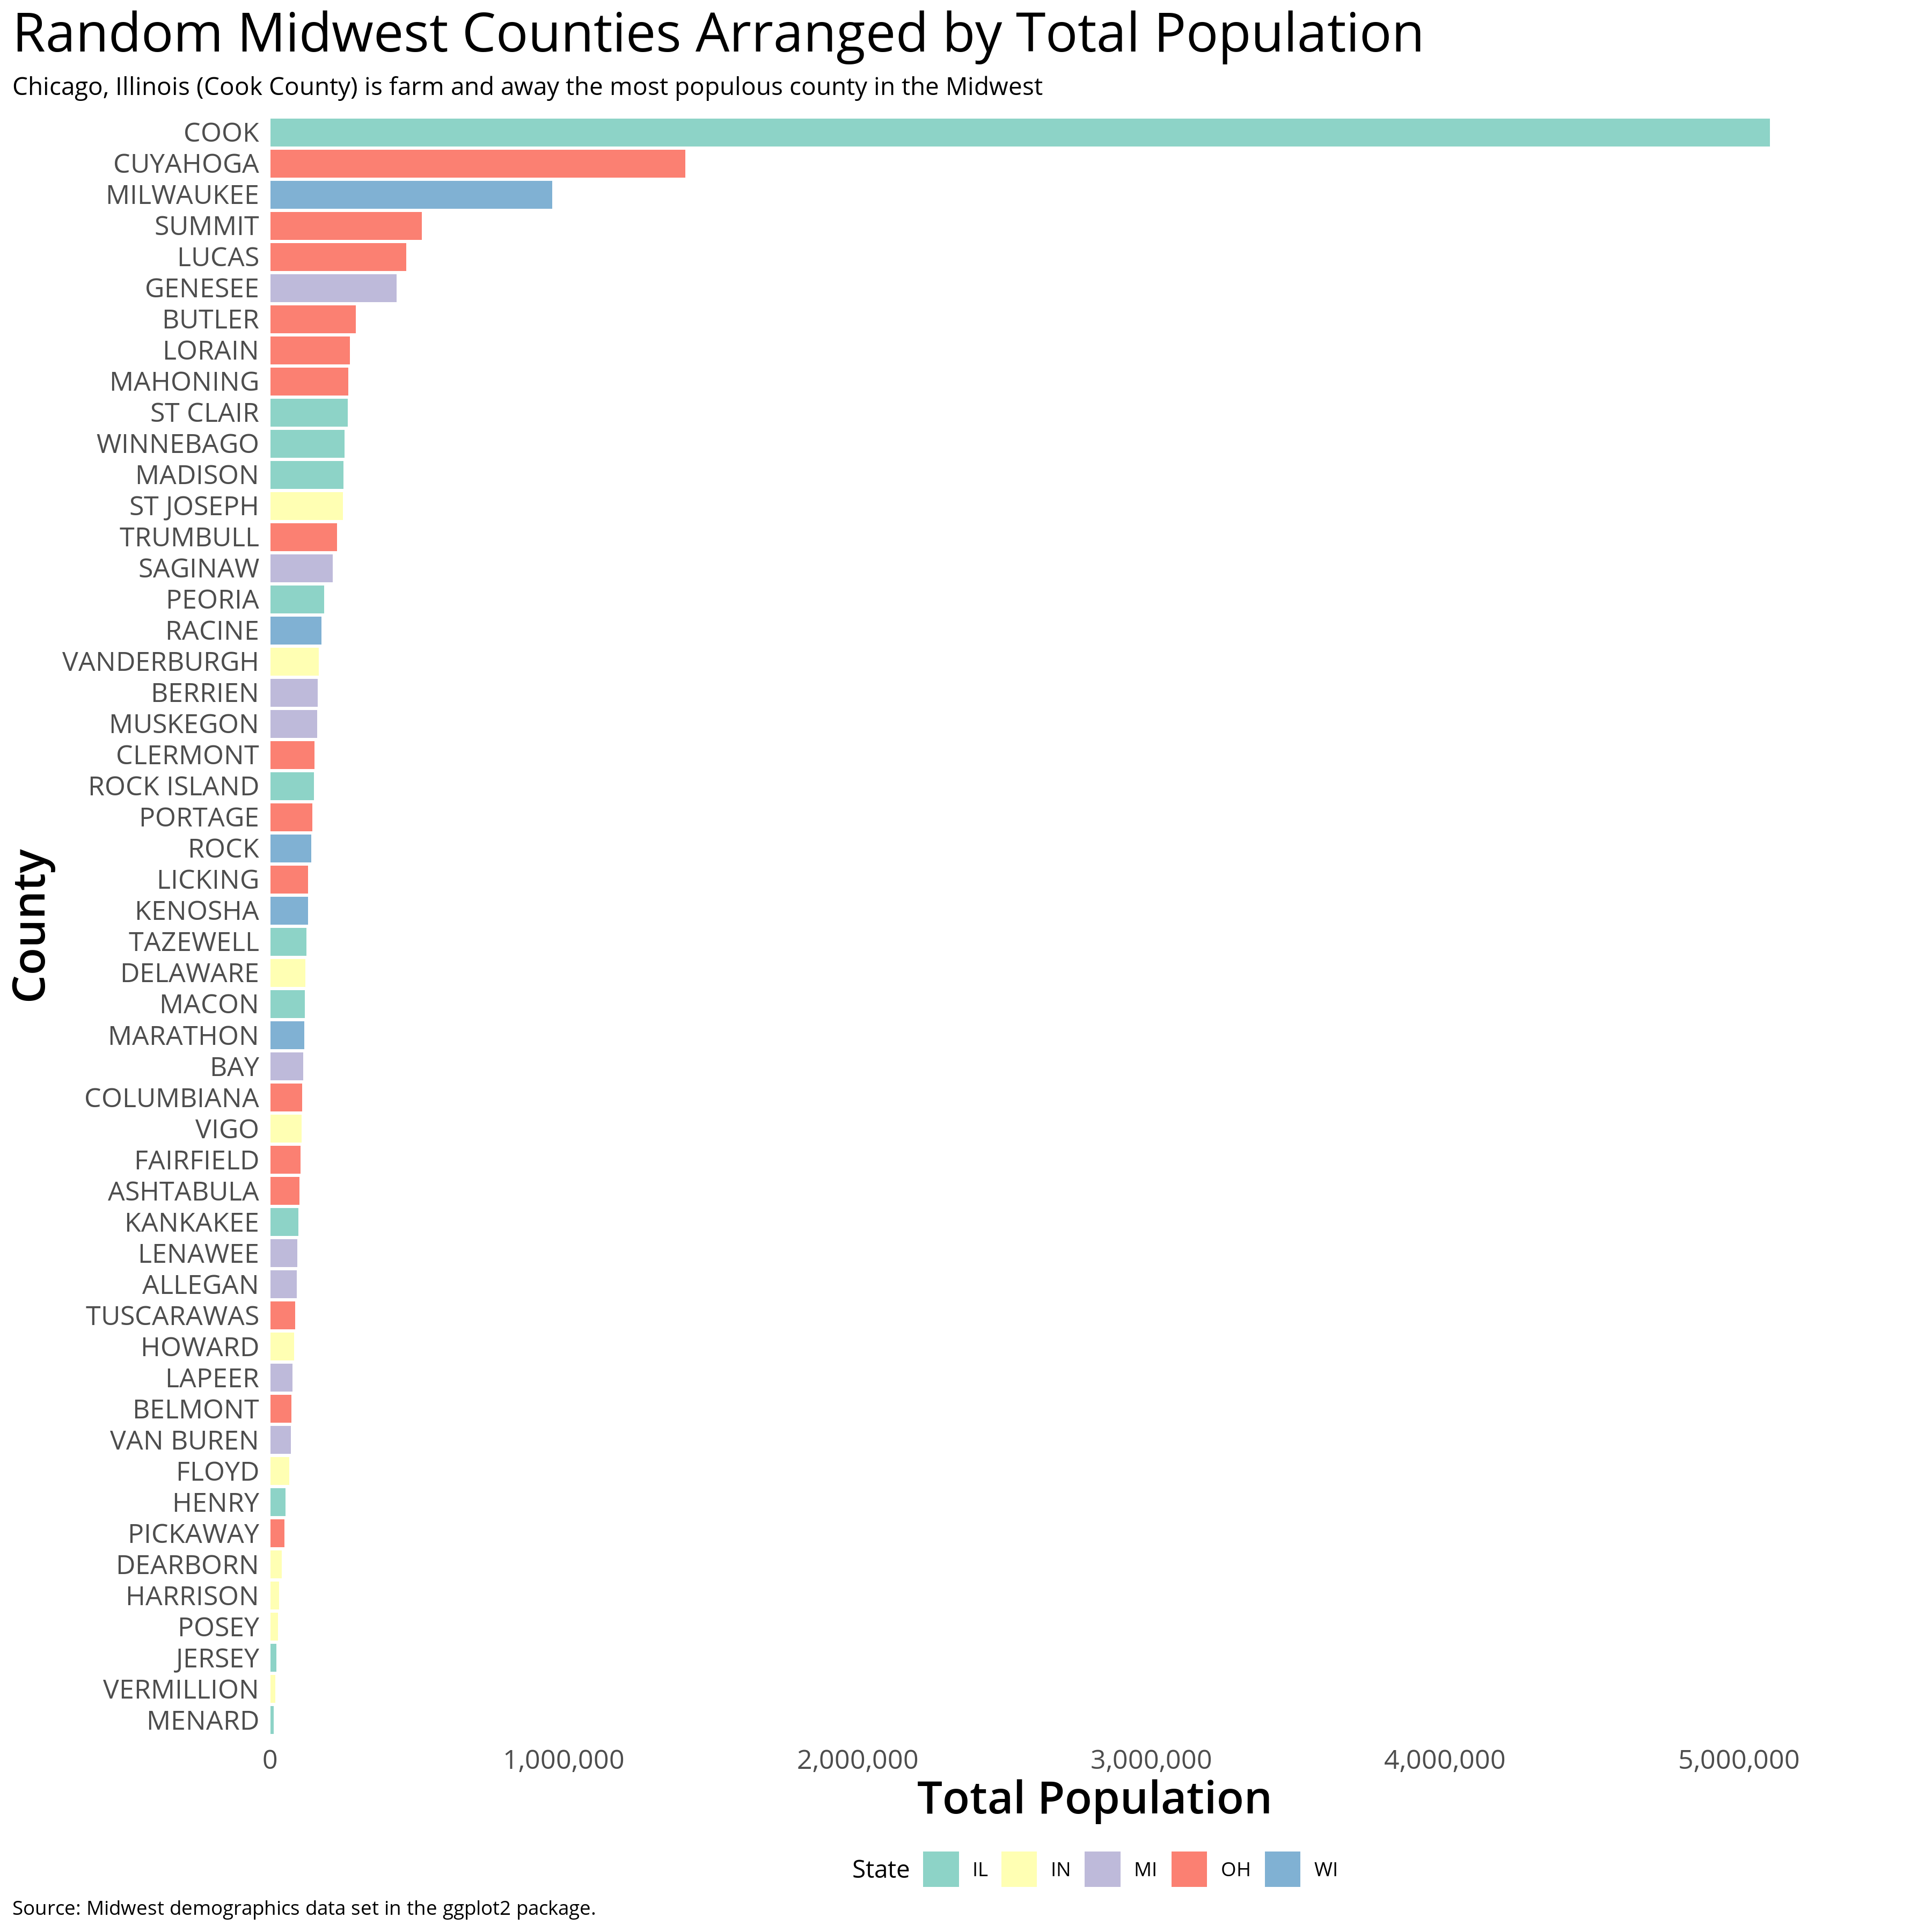 Random Midwest Counties Arranged by Total Population
Chicago, Illinois (Cook County) is farm and away the most populous county in the Midwest
COOK
CUYAHOGA
MILWAUKEE
SUMMIT
LUCAS
GENESEE
BUTLER
LORAIN
MAHONING
ST CLAIR
WINNEBAGO
MADISON
ST JOSEPH
TRUMBULL
SAGINAW
PEORIA
RACINE
VANDERBURGH
BERRIEN
MUSKEGON
CLERMONT
ROCK ISLAND
PORTAGE
ROCK
LICKING
KENOSHA
TAZEWELL
DELAWARE
MACON
MARATHON
BAY
COLUMBIANA
VIGO
FAIRFIELD
ASHTABULA
KANKAKEE
LENAWEE
ALLEGAN
TUSCARAWAS
HOWARD
LAPEER
BELMONT
VAN BUREN
FLOYD
HENRY
PICKAWAY
DEARBORN
HARRISON
POSEY
JERSEY
VERMILLION
MENARD
County
0 1,000,000 2,000,000 3,000,000 4,000,000 5,000,000
Total Population
State IL IN MI OH WI
Source: Midwest demographics data set in the ggplot2 package.